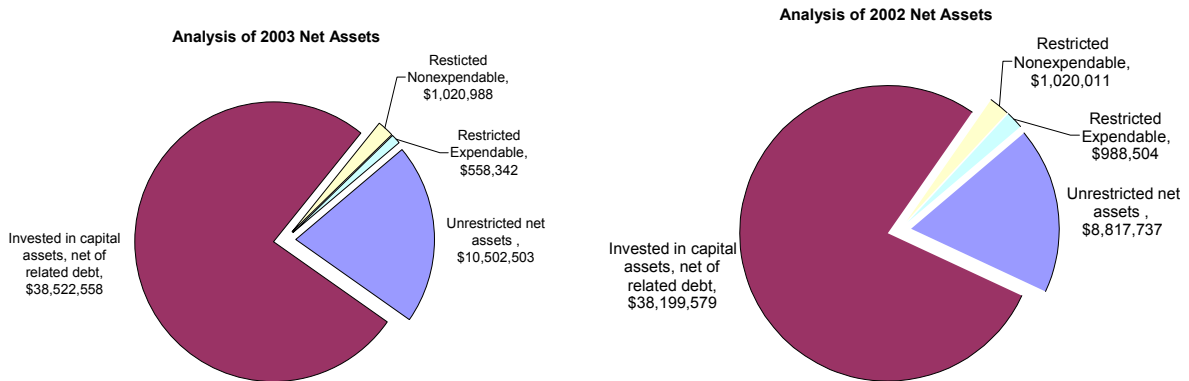 Analysis of 2003 Net Assets
Resticted
Nonexpendable,
$1,020,988
Restricted
Expendable,
$558,342
Unrestricted net
assets ,
$10,502,503
Invested in capital
assets, net of
related debt,
$38,522,558
Analysis of 2002 Net Assets
Restricted
Nonexpendable,
$1,020,011
Restricted
Expendable,
$988,504
Unrestricted net
assets ,
$8,817,737
Invested in capital
assets, net of
related debt,
$38,199,579